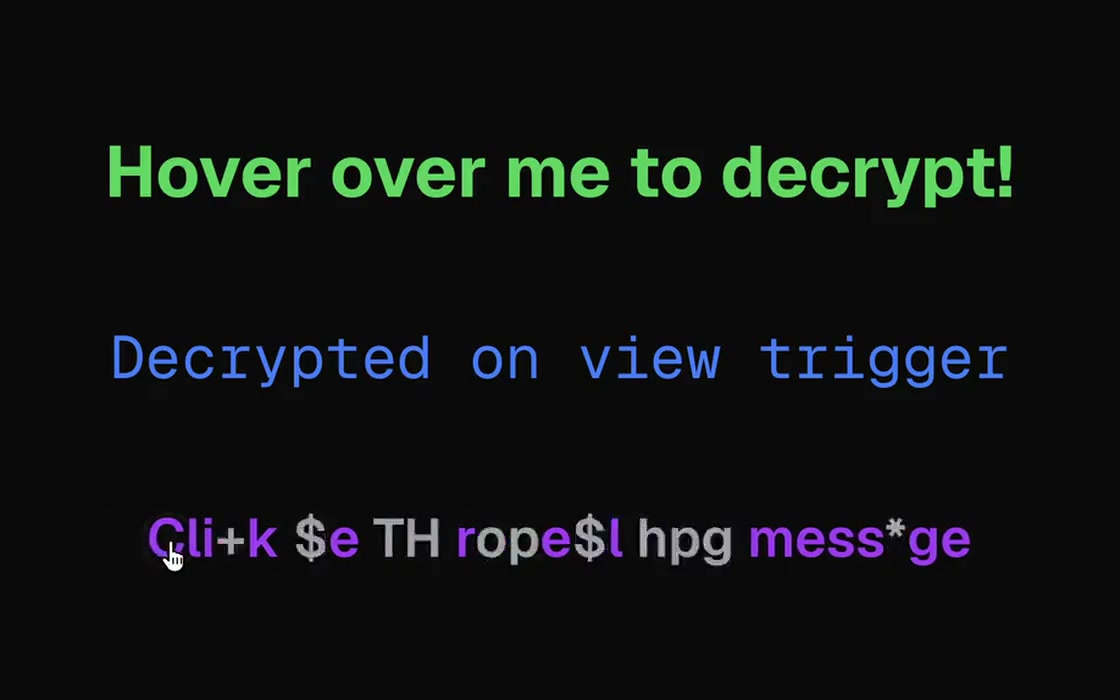 Hover over me to decrypt!
Decrypted on view trigger
Cli+k $e TH rope$l hpg mess*ge